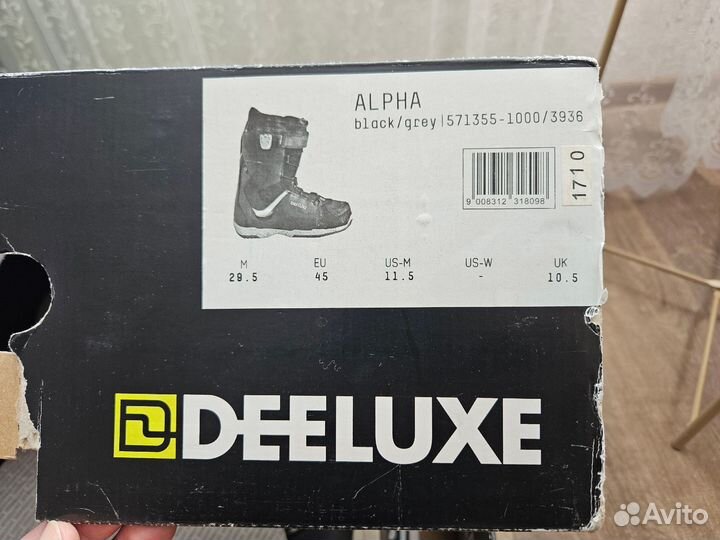 ALPHA
black/grey|571355-1000/3936
9 008312 318098
1710
M EU US-M US-W UK
29.5 45 11.5 - 10.5
DEELUXE
Avito